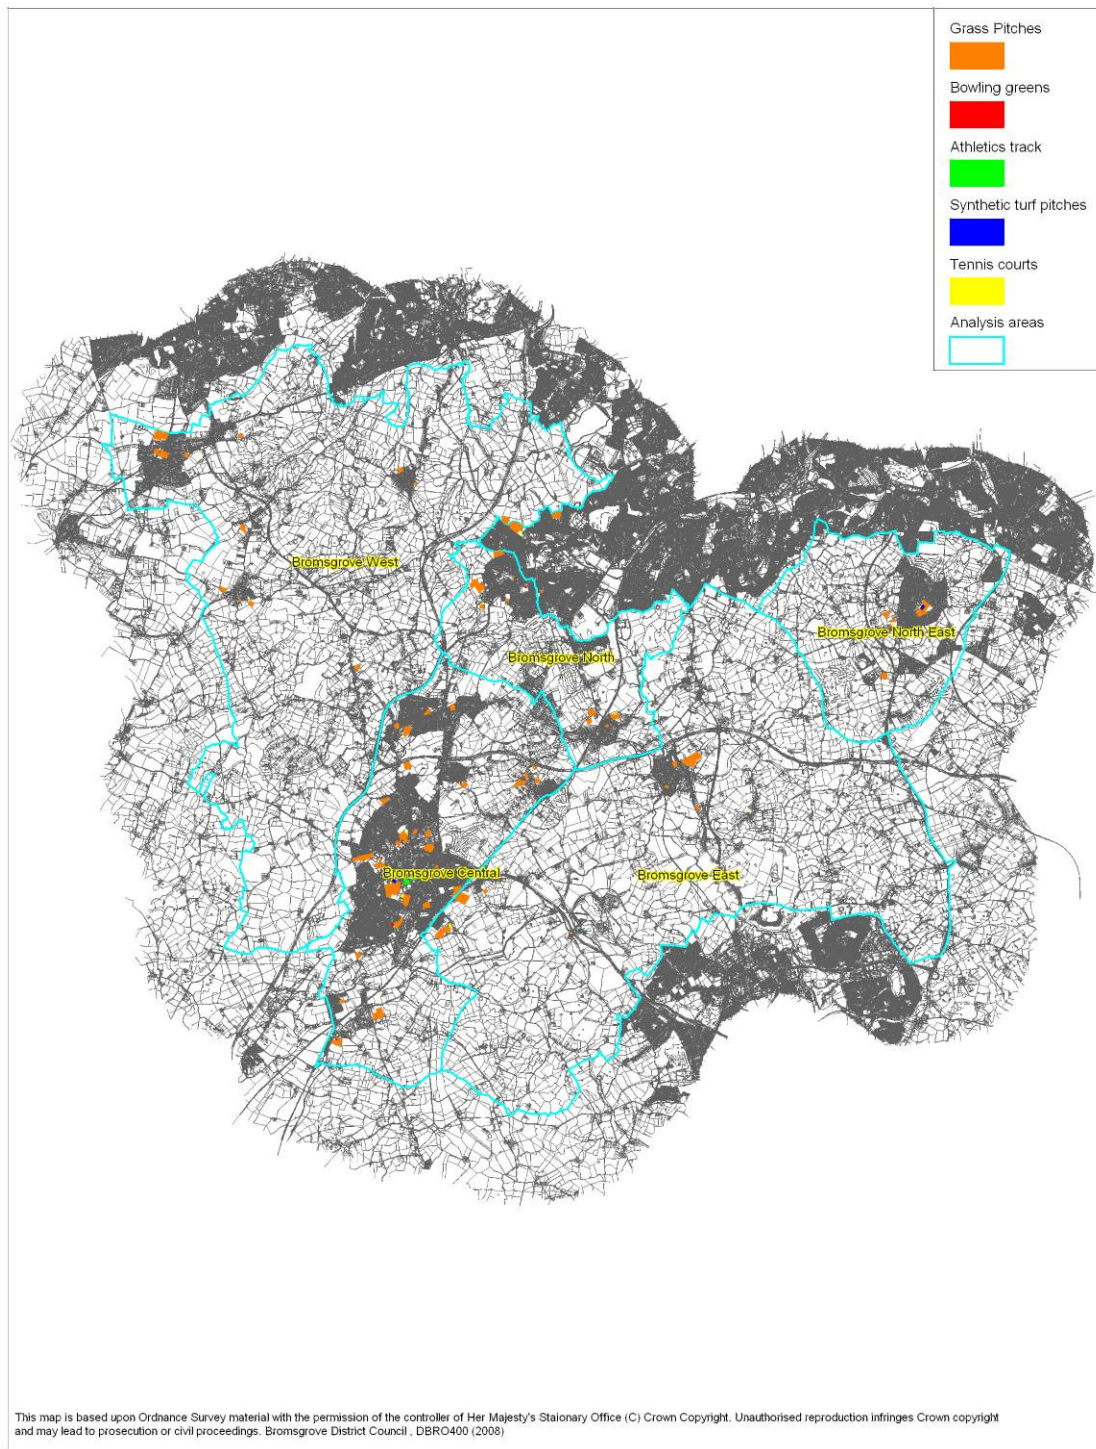 Grass Pitches
Bowling greens
Athletics track
Synthetic turf pitches
Tennis courts
Analysis areas
Bromsgrove West
Bromsgrove North East
Bromsgrove North
Bromsgrove Central
Bromsgrove East
This map is based upon Ordnance Survey material with the permission of the controller of Her Majesty's Staionary Office (C) Crown Copyright. Unauthorised reproduction infringes Crown copyright
and may lead to prosecution or civil proceedings. Bromsgrove District Council , DBRO400 (2008)